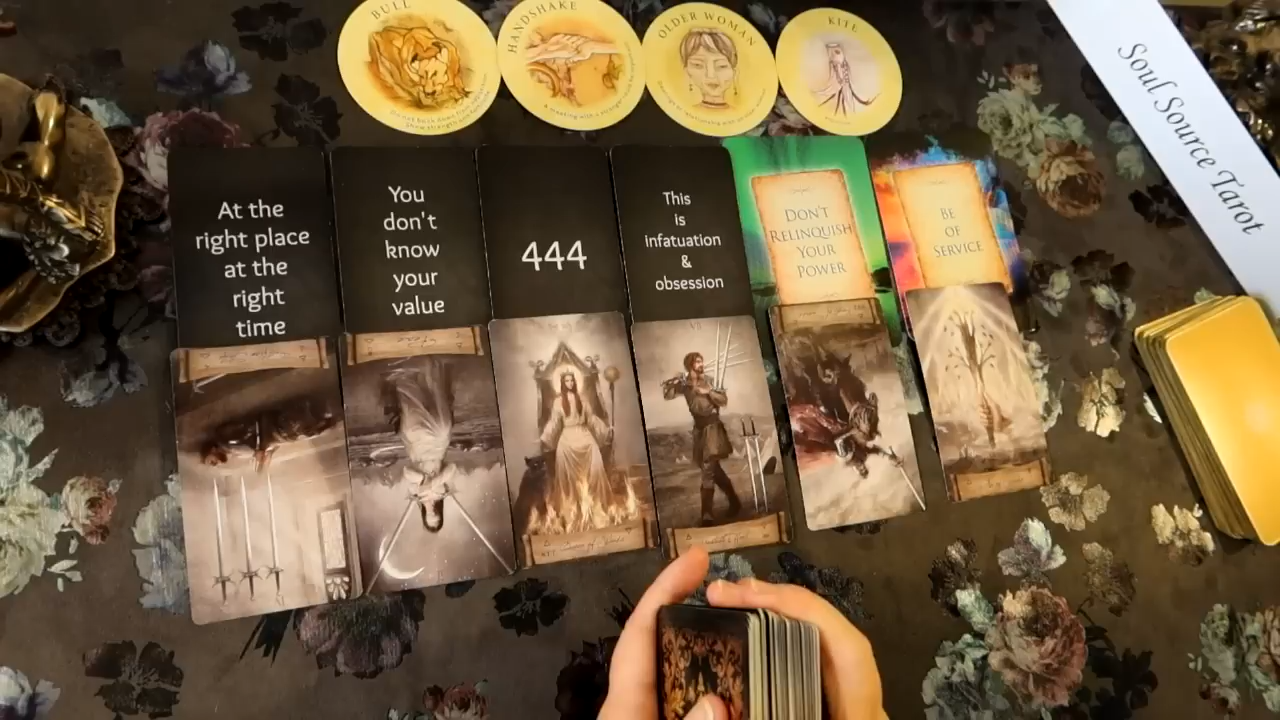 BULL
HANDSHAKE
OLDER WOMAN
KITE
Soul Source Tarot
At the
right place
at the
right
time
You
don't
know
your
value
444
This
is
infatuation
&
obsession
DON'T
RELINQUISH
YOUR
POWER
BE
OF
SERVICE
VII